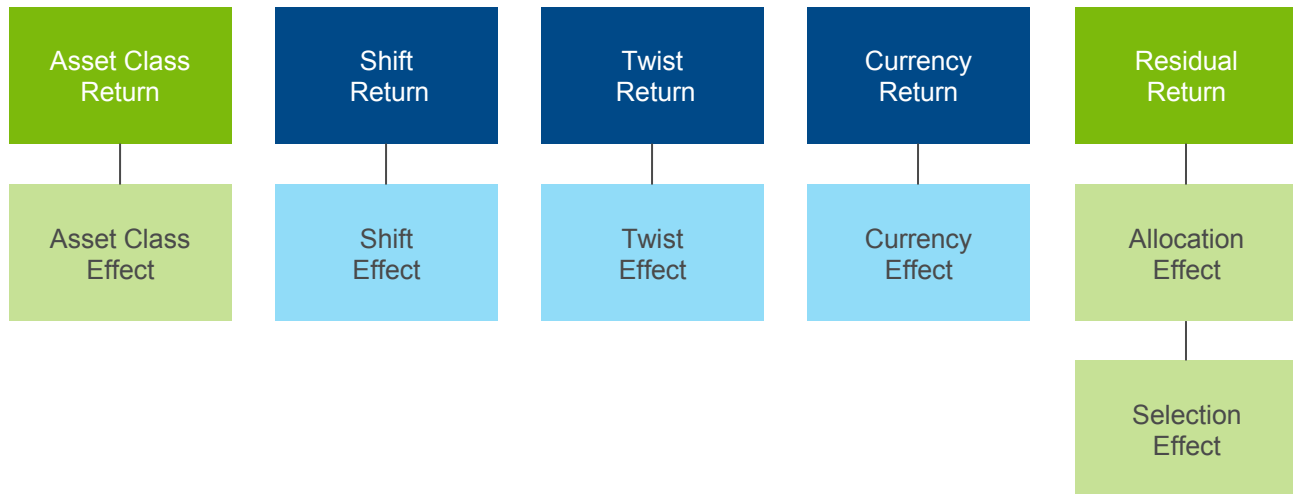 Asset Class
Return
Shift
Return
Twist
Return
Currency
Return
Residual
Return
Asset Class
Effect
Shift
Effect
Twist
Effect
Currency
Effect
Allocation
Effect
Selection
Effect